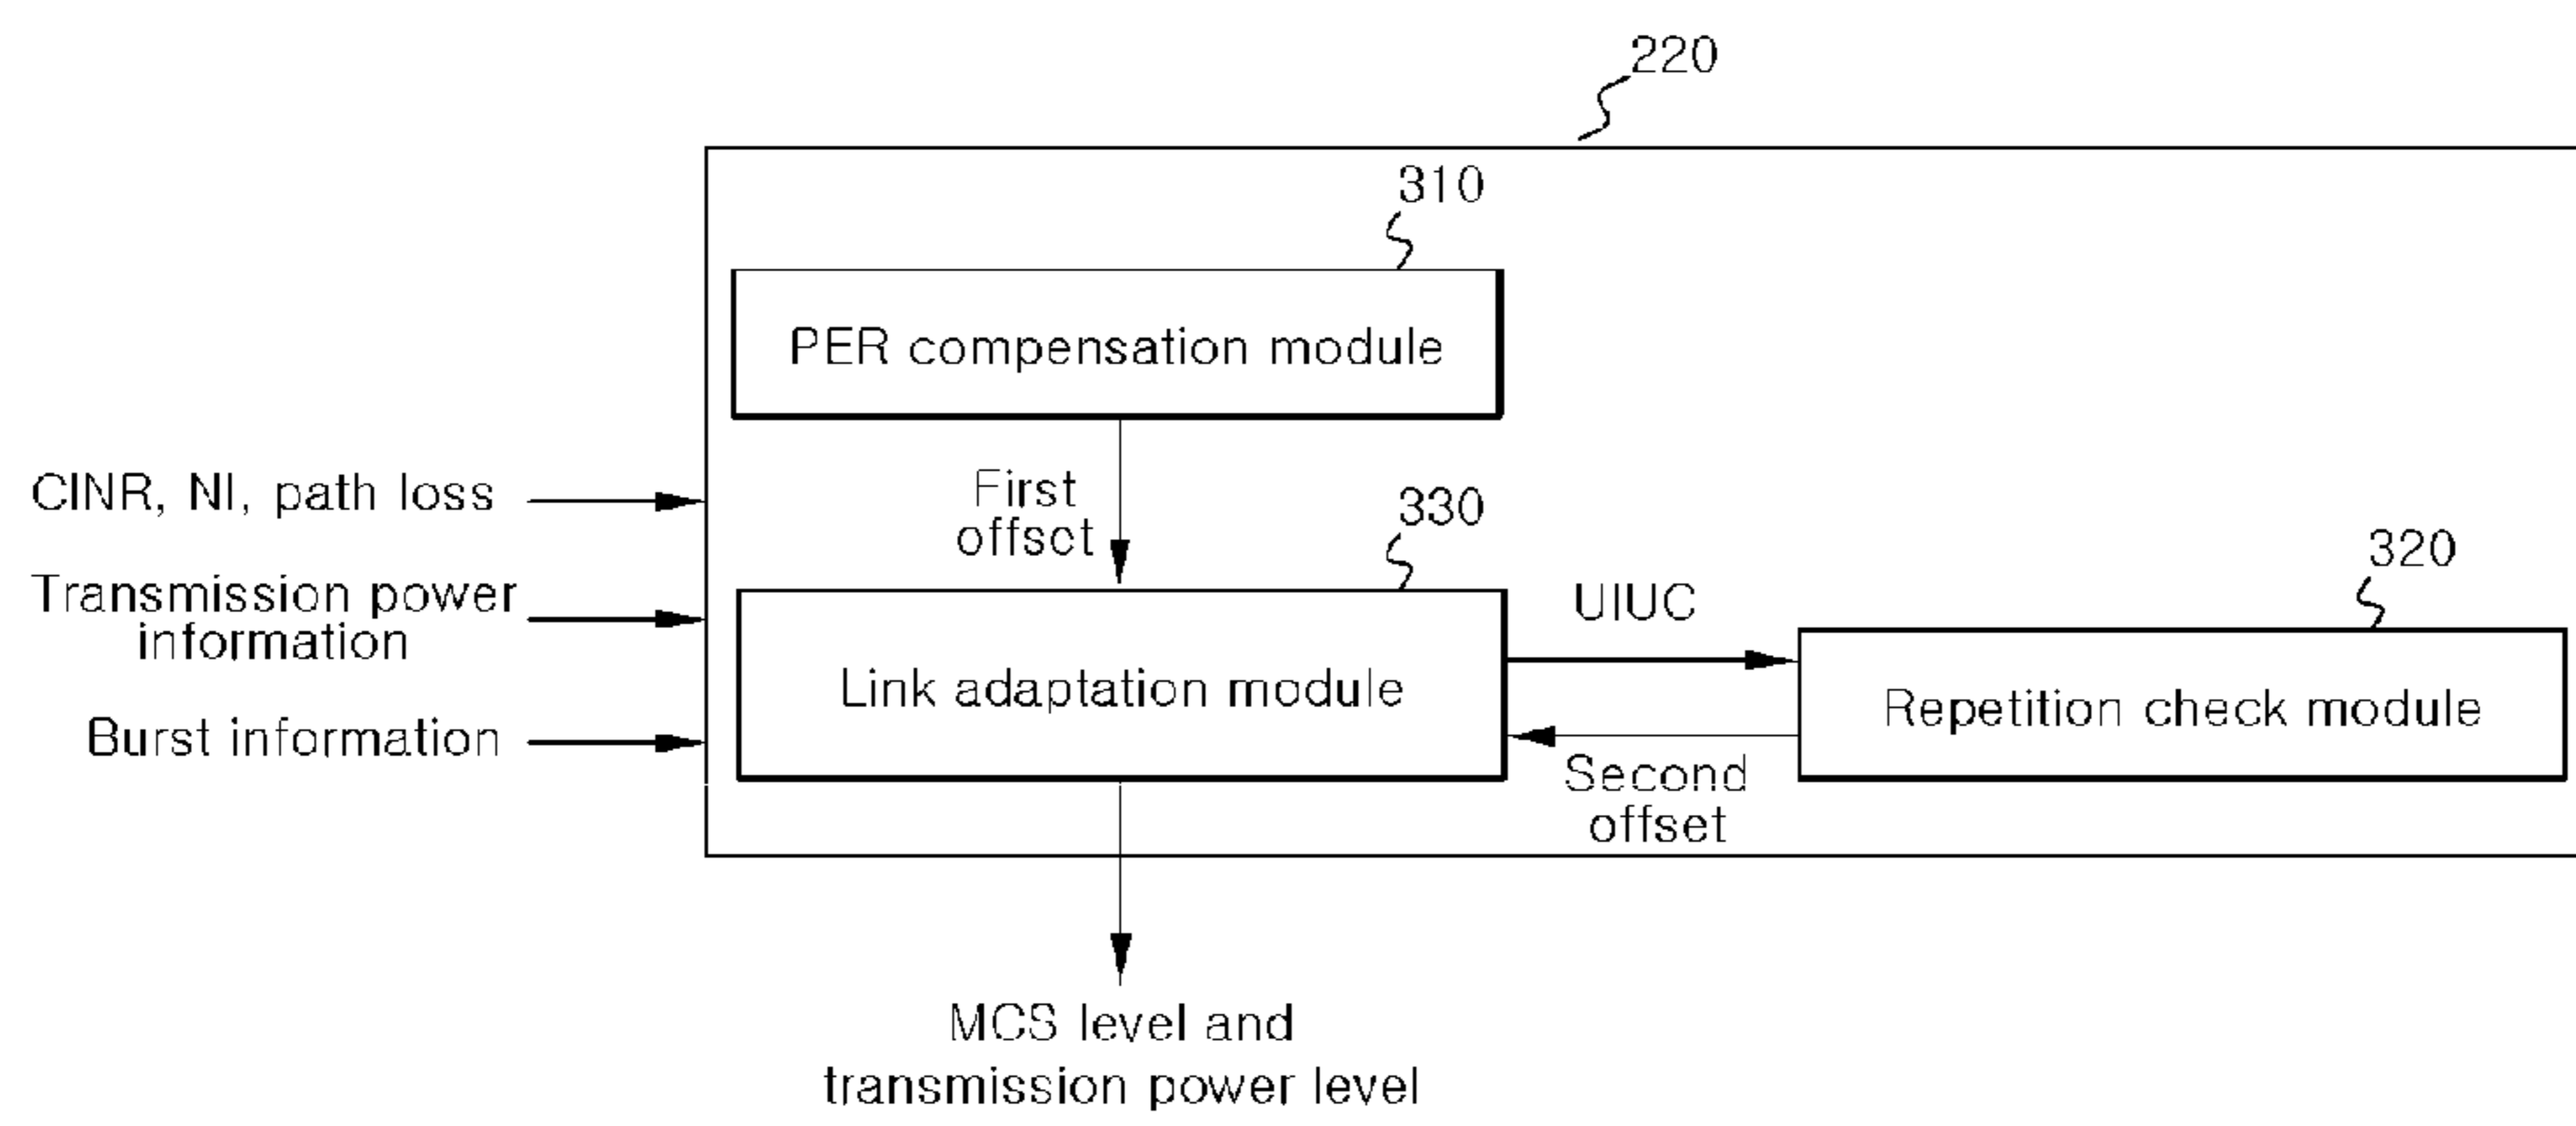 220
310
PER compensation module
CINR, NI, path loss
First
offsct
330
320
Transmission power
information
UIUC
Link adaptation module
Repetition check module
Burst information
Second
offset
MCS level and
transmission power level